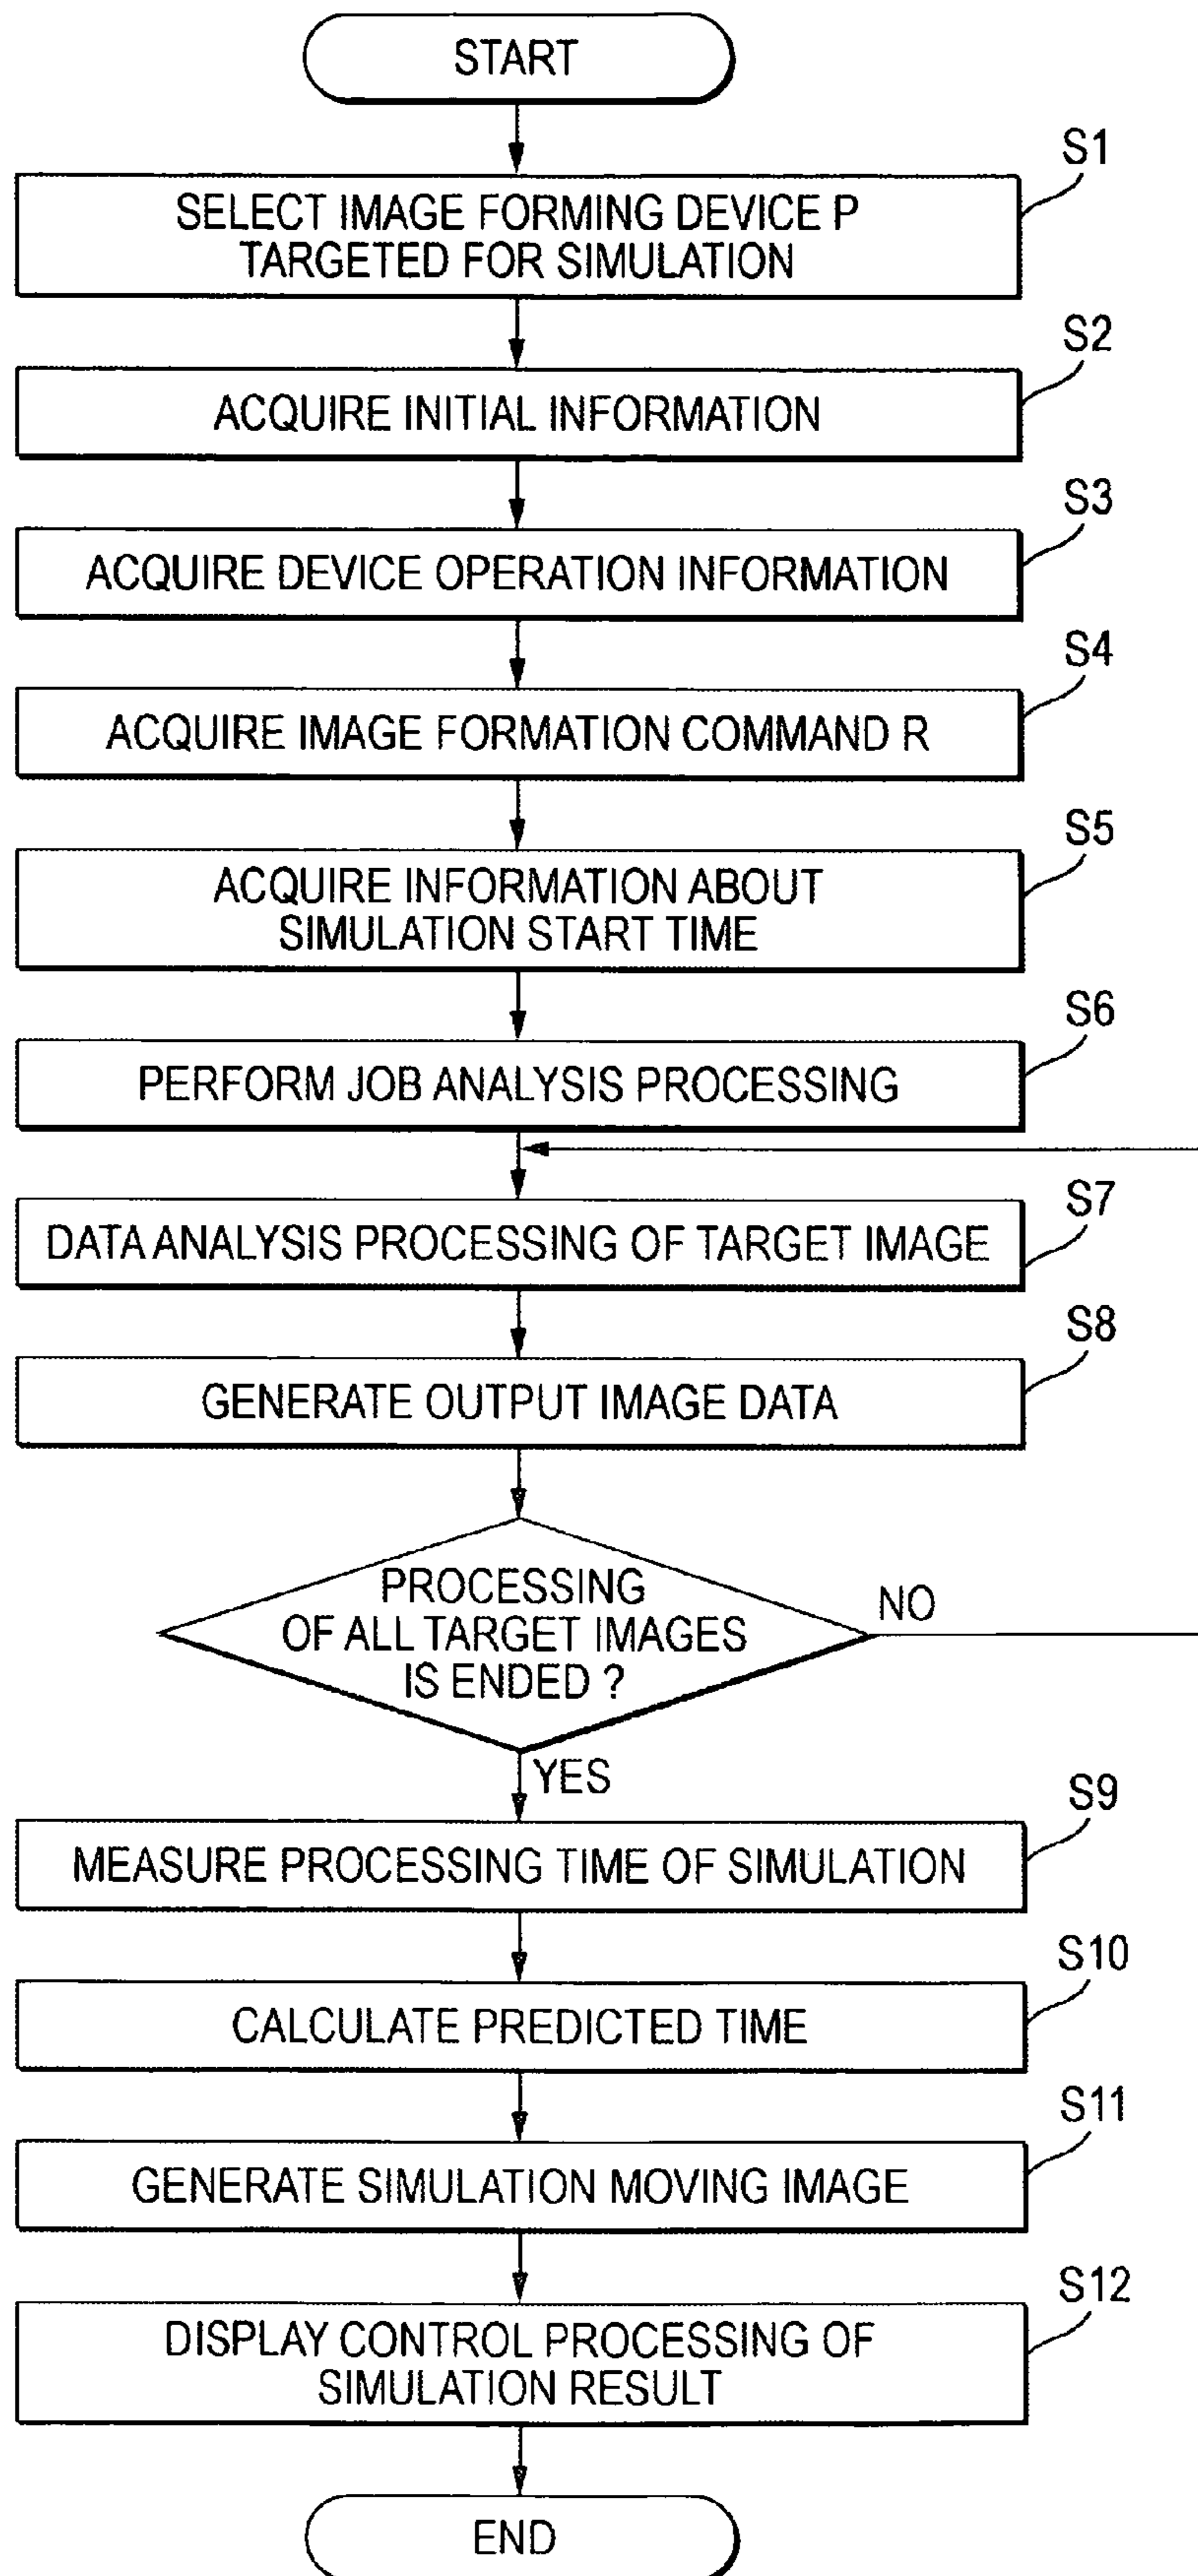 START
S1
SELECT IMAGE FORMING DEVICE P
TARGETED FOR SIMULATION
S2
ACQUIRE INITIAL INFORMATION
S3
ACQUIRE DEVICE OPERATION INFORMATION
S4
ACQUIRE IMAGE FORMATION COMMAND R
S5
ACQUIRE INFORMATION ABOUT
SIMULATION START TIME
S6
PERFORM JOB ANALYSIS PROCESSING
S7
DATA ANALYSIS PROCESSING OF TARGET IMAGE
S8
GENERATE OUTPUT IMAGE DATA
PROCESSING
OF ALL TARGET IMAGES
IS ENDED ?
NO
YES
S9
MEASURE PROCESSING TIME OF SIMULATION
S10
CALCULATE PREDICTED TIME
S11
GENERATE SIMULATION MOVING IMAGE
S12
DISPLAY CONTROL PROCESSING OF
SIMULATION RESULT
END